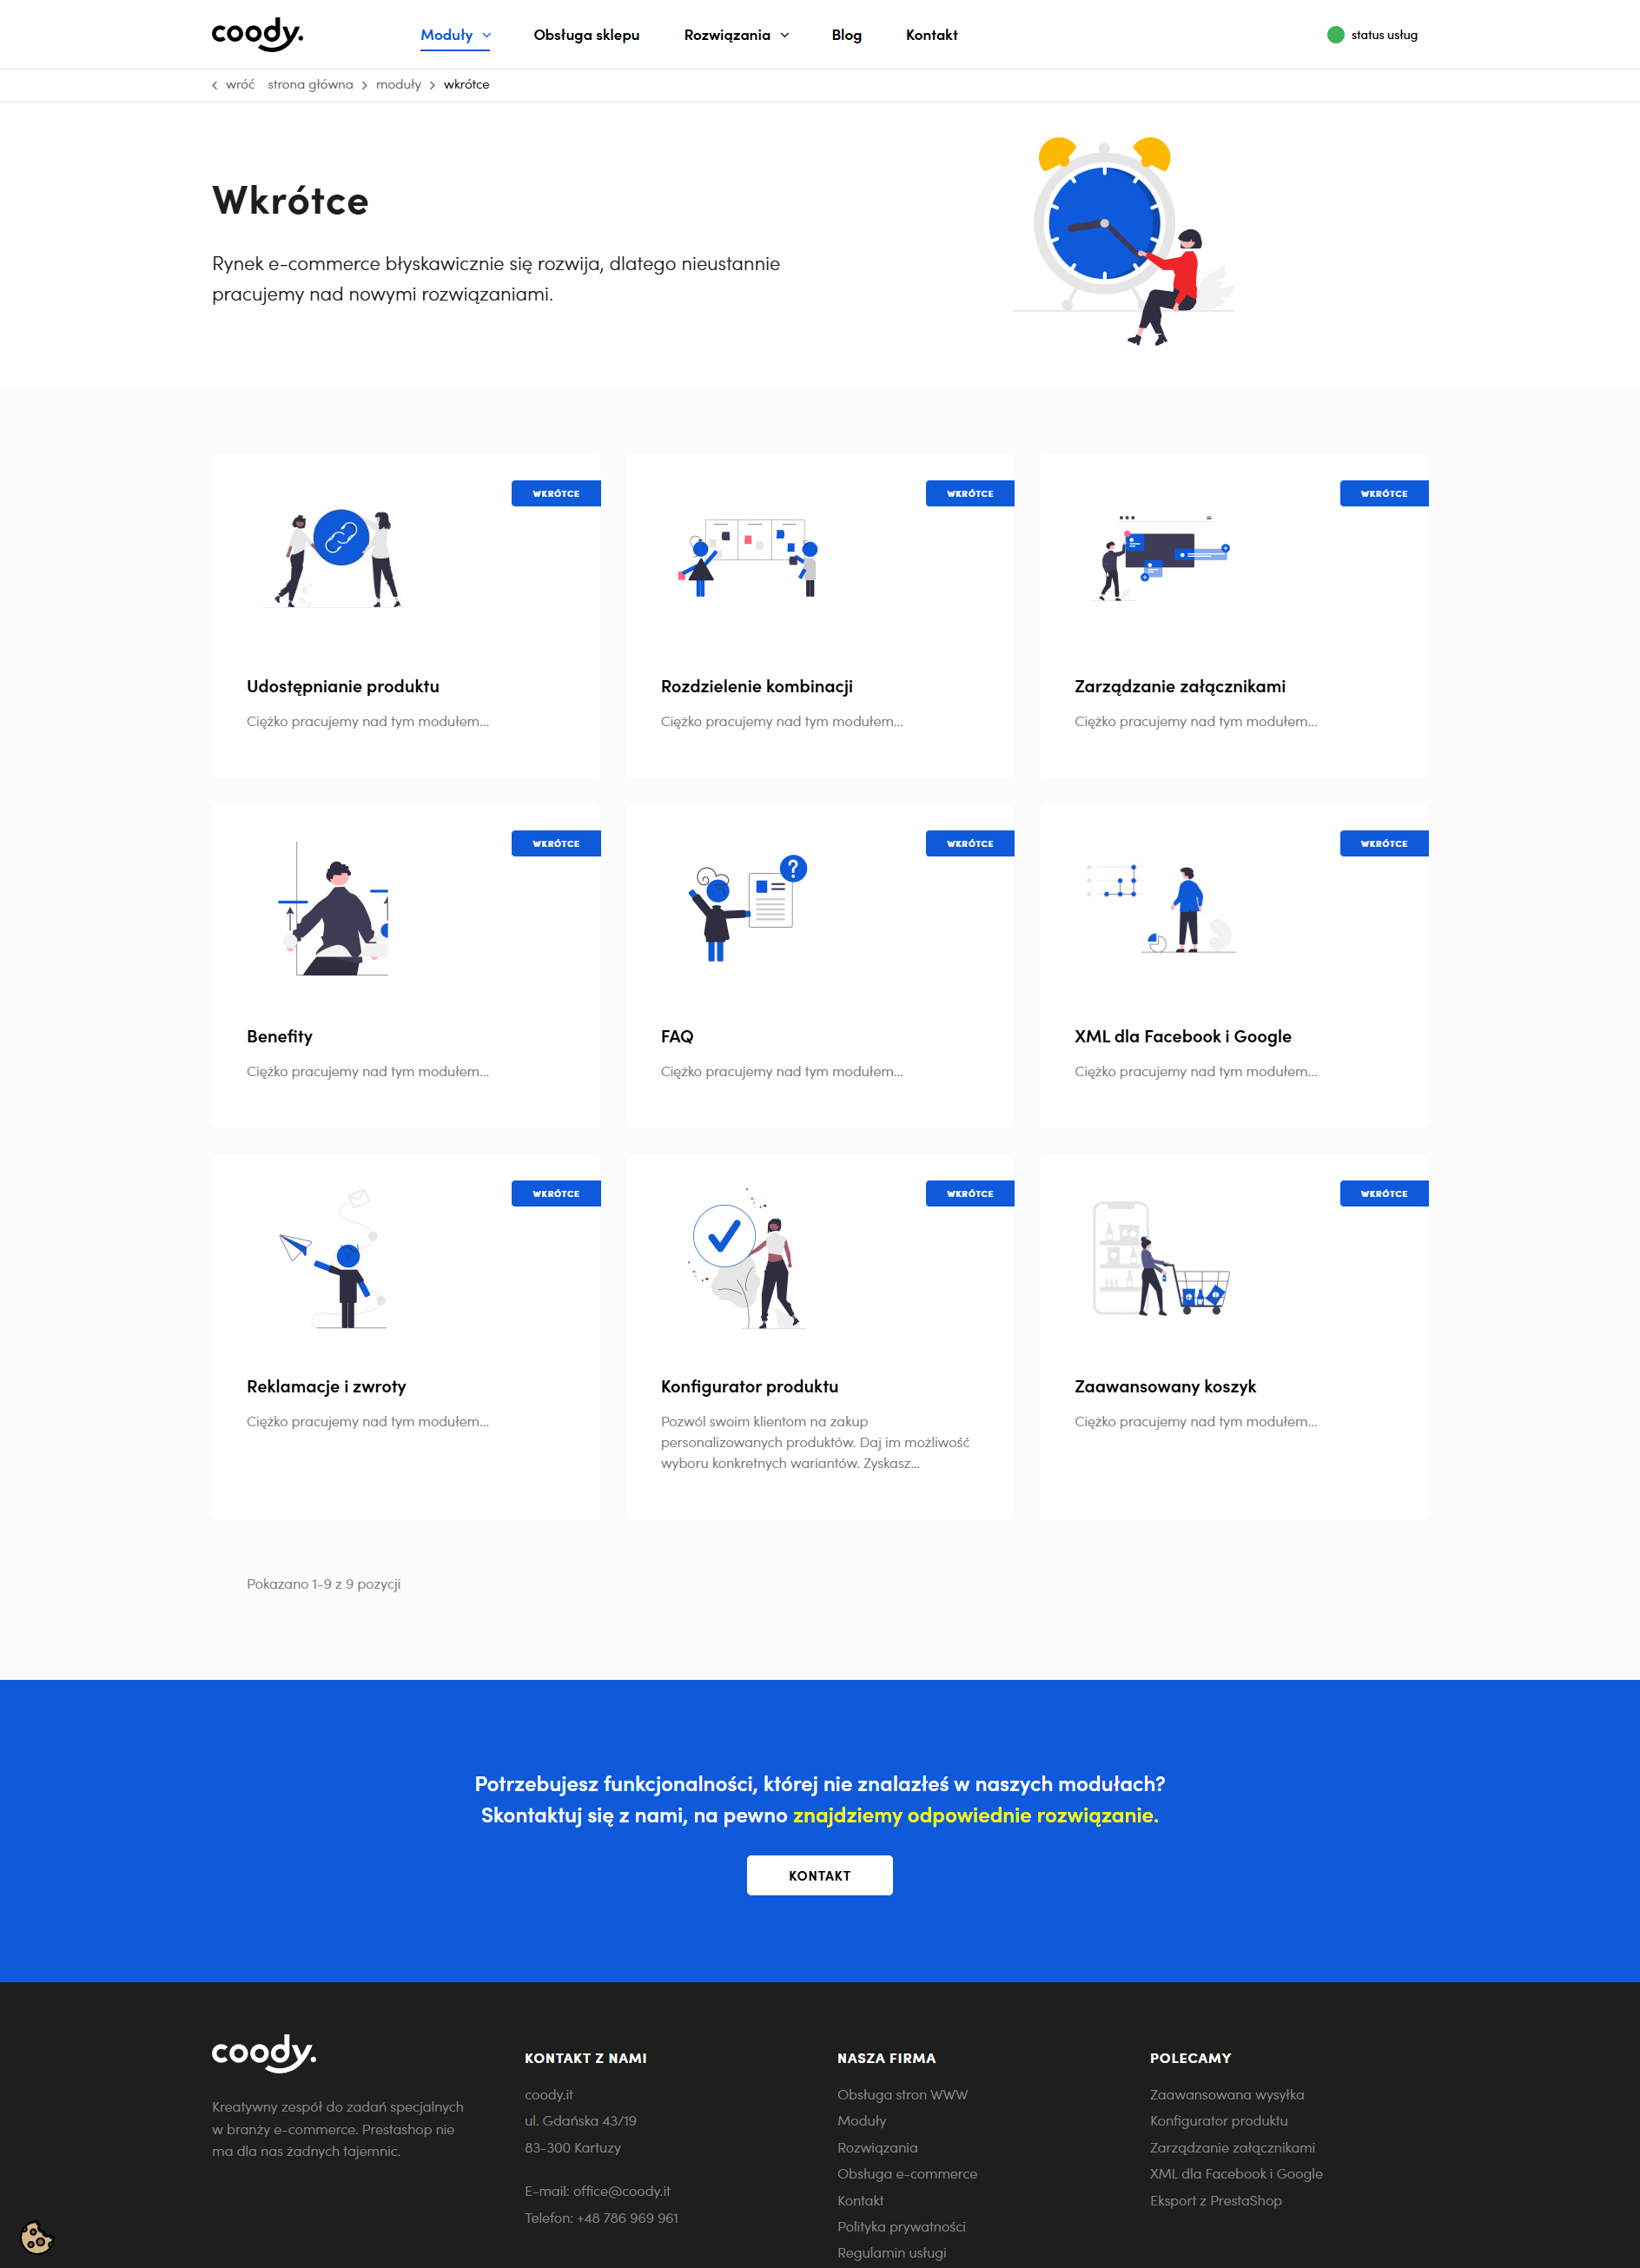 coody.
Moduły
Obsługa sklepu
Rozwiązania
Blog
Kontakt
status usług
wróć
strona główna
moduły
wkrótce
Wkrótce
Rynek e-commerce błyskawicznie się rozwija, dlatego nieustannie
pracujemy nad nowymi rozwiązaniami.
WKRÓTCE
Udostępnianie produktu
Ciężko pracujemy nad tym modułem...
WKRÓTCE
Rozdzielenie kombinacji
Ciężko pracujemy nad tym modułem...
WKRÓTCE
Zarządzanie załącznikami
Ciężko pracujemy nad tym modułem...
WKRÓTCE
Benefity
Ciężko pracujemy nad tym modułem...
WKRÓTCE
?
FAQ
Ciężko pracujemy nad tym modułem...
WKRÓTCE
XML dla Facebook i Google
Ciężko pracujemy nad tym modułem...
WKRÓTCE
Reklamacje i zwroty
Ciężko pracujemy nad tym modułem...
WKRÓTCE
Konfigurator produktu
Pozwól swoim klientom na zakup
personalizowanych produktów. Daj im możliwość
wyboru konkretnych wariantów. Zyskasz...
WKRÓTCE
Zaawansowany koszyk
Ciężko pracujemy nad tym modułem...
Pokazano 1-9 z 9 pozycji
Potrzebujesz funkcjonalności, której nie znalazłeś w naszych modułach?
Skontaktuj się z nami, na pewno znajdziemy odpowiednie rozwiązanie.
KONTAKT
coody.
Kreatywny zespół do zadań specjalnych
w branży e-commerce. Prestashop nie
ma dla nas żadnych tajemnic.
KONTAKT Z NAMI
coody.it
ul. Gdańska 43/19
83-300 Kartuzy
E-mail: office@coody.it
Telefon: +48 786 969 961
NASZA FIRMA
Obsługa stron WWW
Moduły
Rozwiązania
Obsługa e-commerce
Kontakt
Polityka prywatności
Regulamin usługi
POLECAMY
Zaawansowana wysyłka
Konfigurator produktu
Zarządzanie załącznikami
XML dla Facebook i Google
Eksport z PrestaShop